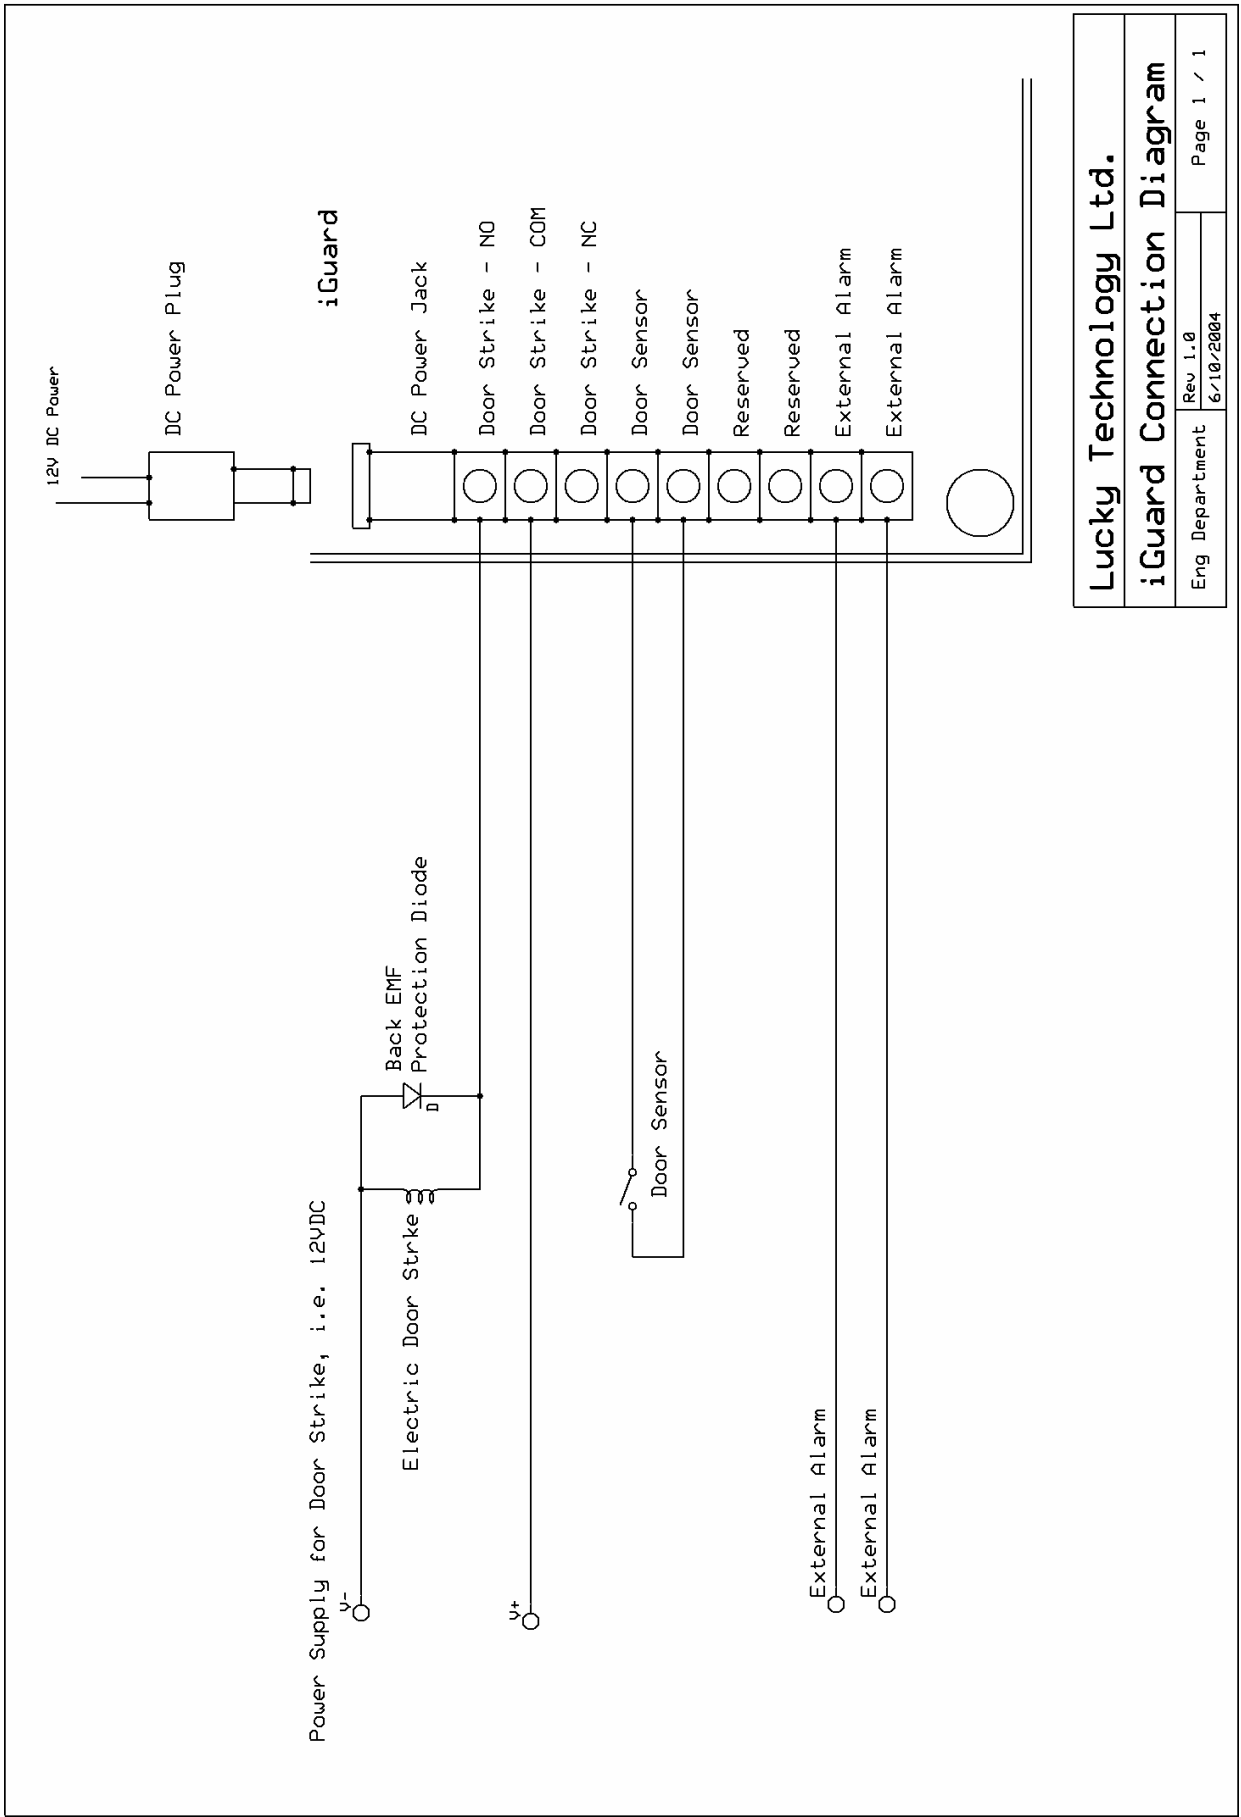 Power Supply for Door Strike, i.e. 12VDC
V-
Electric Door Strke
Back EMF
Protection Diode
D
V+
Door Sensor
External Alarm
External Alarm
12V DC Power
DC Power Plug
iGuard
DC Power Jack
Door Strike - NO
Door Strike - COM
Door Strike - NC
Door Sensor
Door Sensor
Reserved
Reserved
External Alarm
External Alarm
Lucky Technology Ltd.
iGuard Connection Diagram
Eng Department
Rev 1.0
6/10/2004
Page 1 / 1